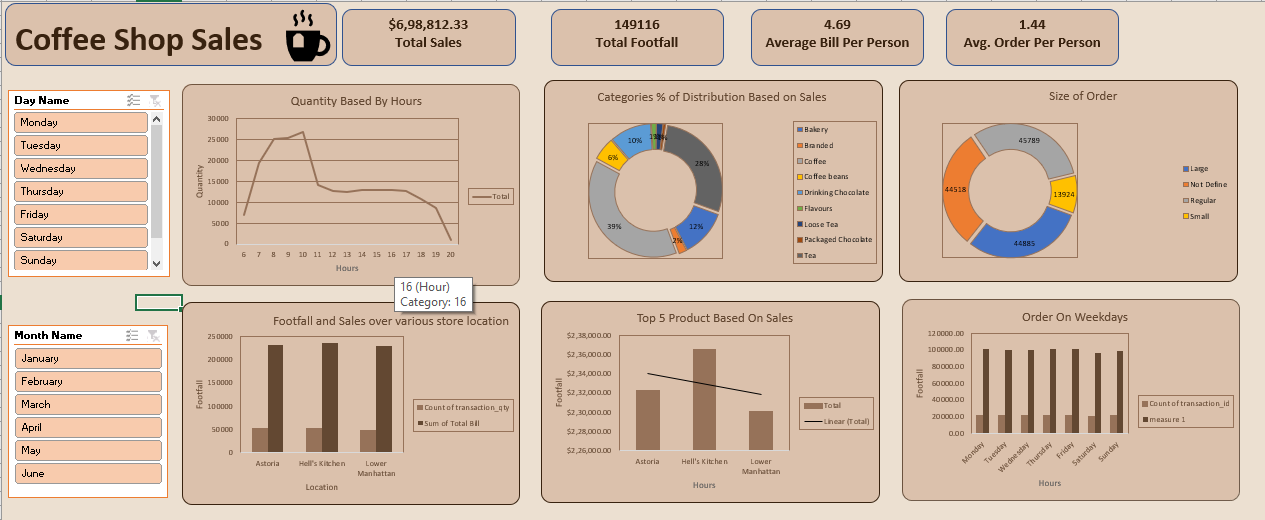 Coffee Shop Sales
$6,98,812.33
Total Sales
149116
Total Footfall
4.69
Average Bill Per Person
1.44
Avg. Order Per Person
Day Name
Monday
Tuesday
Wednesday
Thursday
Friday
Saturday
Sunday
Quantity Based By Hours
30000
25000
20000
15000
10000
5000
0
Quantity
6 7 8 9 10 11 12 13 14 15 16 17 18 19 20
Hours
Total
Categories % of Distribution Based on Sales
28%
12%
2%
39%
6%
10%
Bakery
Branded
Coffee
Coffee beans
Drinking Chocolate
Flavours
Loose Tea
Packaged Chocolate
Tea
Size of Order
45789
13924
44885
44518
Large
Not Define
Regular
Small
16 (Hour)
Category: 16
Month Name
January
February
March
April
May
June
Footfall and Sales over various store location
250000
200000
150000
100000
50000
0
Footfall
Astoria
Hell's Kitchen
Lower
Manhattan
Location
Count of transaction_qty
Sum of Total Bill
Top 5 Product Based On Sales
$2,38,000.00
$2,36,000.00
$2,34,000.00
$2,32,000.00
$2,30,000.00
$2,28,000.00
$2,26,000.00
Footfall
Astoria
Hell's Kitchen
Lower
Manhattan
Hours
Total
Linear (Total)
Order On Weekdays
120000.00
100000.00
80000.00
60000.00
40000.00
20000.00
0.00
Footfall
Monday
Tuesday
Wednesday
Thursday
Friday
Saturday
Sunday
Hours
Count of transaction_id
measure 1